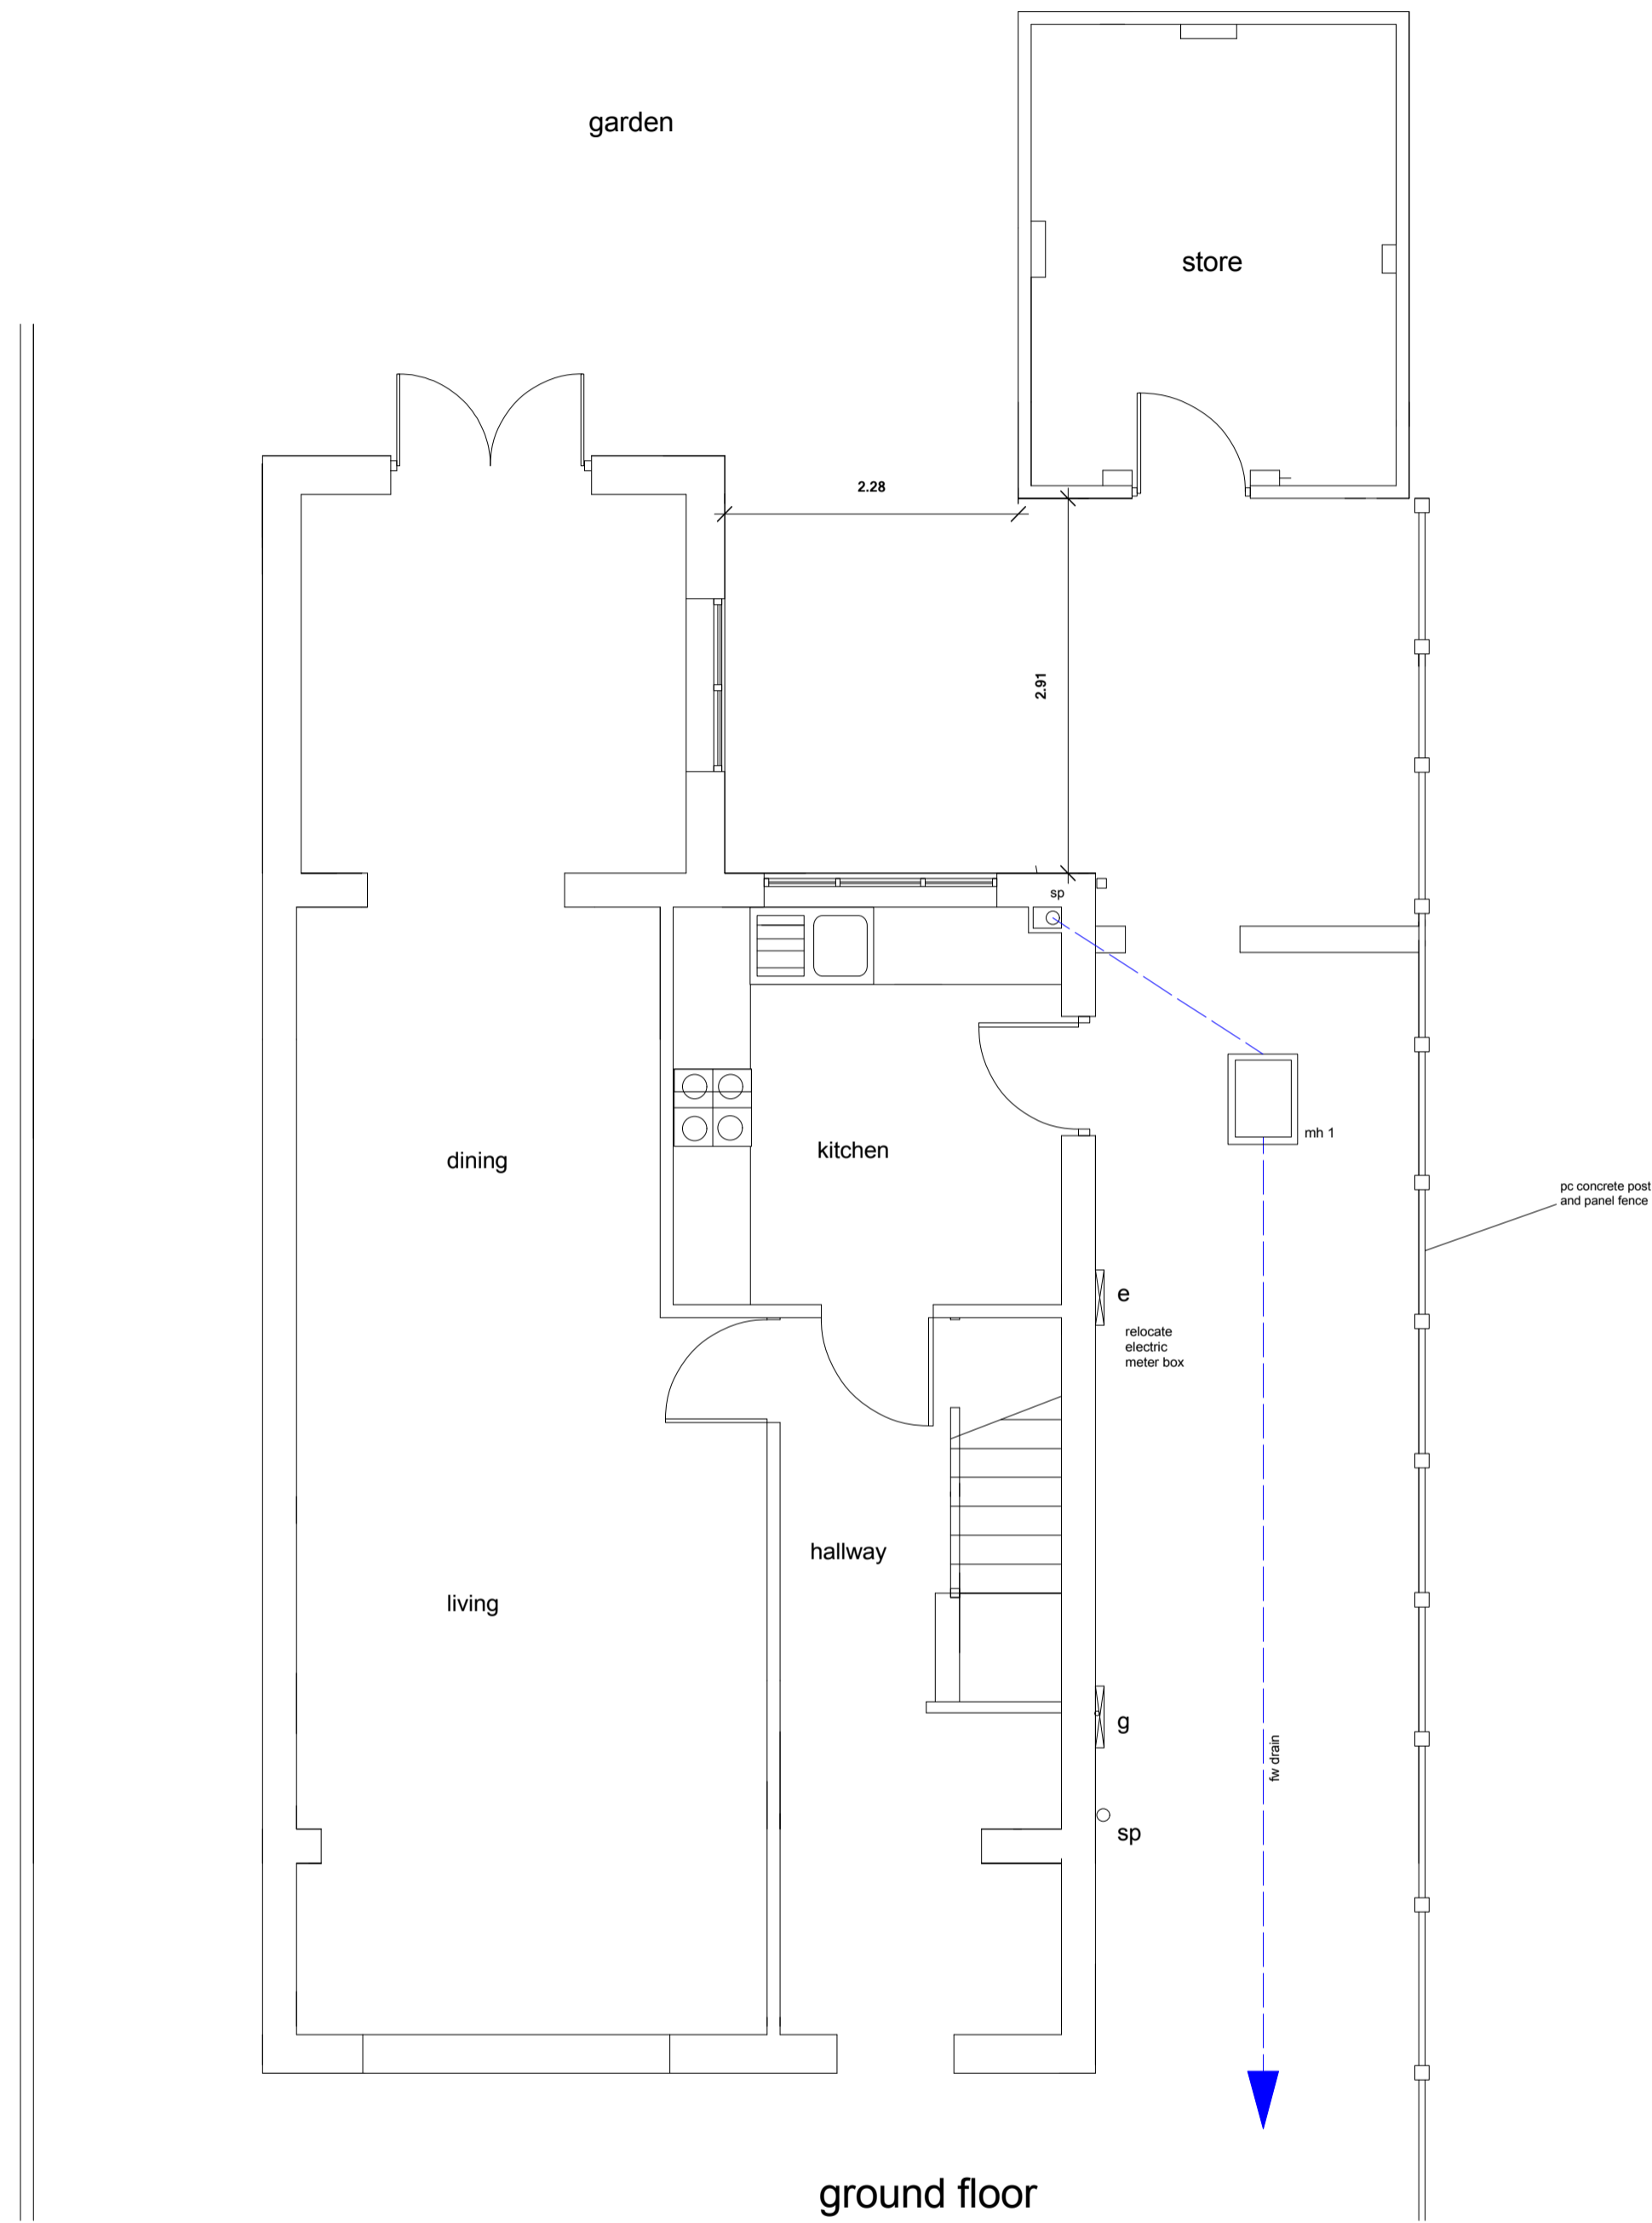 garden
store
2.28
2.91
sp
mh 1
dining
kitchen
pc concrete post
and panel fence
e
relocate
electric
meter box
hallway
living
g
fw drain
sp
ground floor